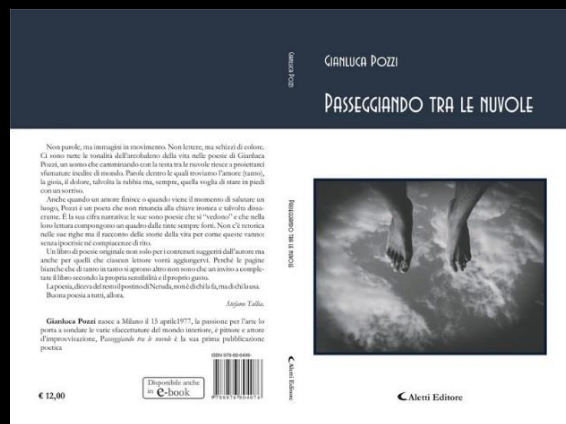 Non parole, ma immagini in movimento. Non lettere, ma schizzi di colore.
Ci sono tutte le tonalità dell'arcobaleno della vita nelle poesie di Gianluca
Pozzi, un uomo che camminando con la testa tra le nuvole riesce a proiettarci
sfumature inedite di mondo. Parole dentro le quali troviamo l'amore (tanto),
la gioia, il dolore, talvolta la rabbia ma, sempre, quella voglia di stare in piedi
con un sorriso.
Anche quando un amore finisce o quando viene il momento di salutare un
luogo, Pozzi è un poeta che non rinuncia alla chiave ironica e talvolta dissa-
crante. È la sua cifra narrativa: le sue sono poesie che si "vedono" e che nella
loro lettura compongono un quadro dalle tinte sempre forti. Non c'è retorica
nelle sue righe ma il racconto delle storie della vita per come queste vanno:
senza ipocrisie né compiacenze di rito.
Un libro di poesie originale non solo per i contenuti suggeriti dall'autore ma
anche per quelli che ciascun lettore vorrà aggiungervi. Perché le pagine
bianche che di tanto in tanto si aprono altro non sono che un invito a comple-
tare il libro secondo la propria sensibilità e il proprio gusto.
La poesia, diceva del resto il postino di Neruda, non è di chi la fa, ma di chi la usa.
Buona poesia a tutti, allora.
Stefano Tallia.
Gianluca Pozzi nasce a Milano il 15 aprile1977, la passione per l'arte lo
porta a sondare le varie sfaccettature del mondo interiore, è pittore e attore
d'improvvisazione, Passeggiando tra le nuvole è la sua prima pubblicazione
poetica
€ 12,00
Disponibile anche
in e-book
Gianluca Pozzi
Passeggiando tra le nuvole
Aletti Editore
Gianluca Pozzi
Passeggiando tra le nuvole
Aletti Editore